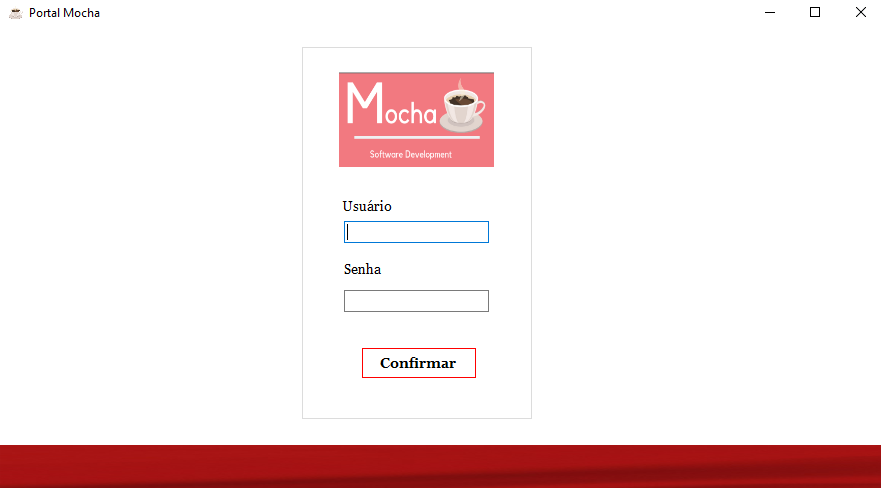 Portal Mocha
Mocha
Software Development
Usuário
Senha
Confirmar